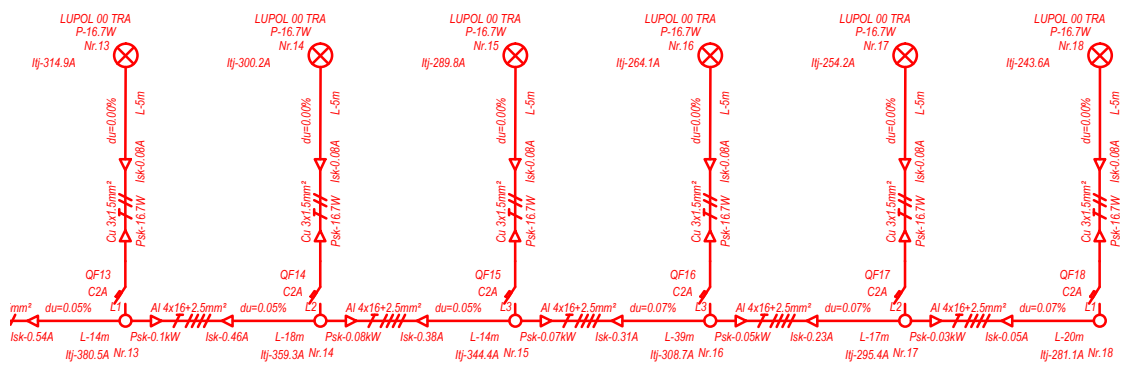 LUPOL 00 TRA
P-16.7W
Nr.13
Itj-314.9A
du=0.00%
L-5m
Isk-0.08A
Cu 3x1.5mm²
Psk-16.7W
QF13
C2A
L1
LUPOL 00 TRA
P-16.7W
Nr.14
Itj-300.2A
du=0.00%
L-5m
Isk-0.08A
Cu 3x1.5mm²
Psk-16.7W
QF14
C2A
L2
LUPOL 00 TRA
P-16.7W
Nr.15
Itj-289.8A
du=0.00%
L-5m
Isk-0.08A
Cu 3x1.5mm²
Psk-16.7W
QF15
C2A
L3
LUPOL 00 TRA
P-16.7W
Nr.16
Itj-264.1A
du=0.00%
L-5m
Isk-0.08A
Cu 3x1.5mm²
Psk-16.7W
QF16
C2A
L3
LUPOL 00 TRA
P-16.7W
Nr.17
Itj-254.2A
du=0.00%
L-5m
Isk-0.08A
Cu 3x1.5mm²
Psk-16.7W
QF17
C2A
L2
LUPOL 00 TRA
P-16.7W
Nr.18
Itj-243.6A
du=0.00%
L-5m
Isk-0.08A
Cu 3x1.5mm²
Psk-16.7W
QF18
C2A
L1
mm² du=0.05%
Isk-0.54A L-14m
Itj-380.5A Nr.13
Al 4x16+2.5mm² du=0.05%
Psk-0.1kW Isk-0.46A L-18m
Itj-359.3A Nr.14
Al 4x16+2.5mm² du=0.05%
Psk-0.08kW Isk-0.38A L-14m
Itj-344.4A Nr.15
Al 4x16+2.5mm² du=0.07%
Psk-0.07kW Isk-0.31A L-39m
Itj-308.7A Nr.16
Al 4x16+2.5mm² du=0.07%
Psk-0.05kW Isk-0.23A L-17m
Itj-295.4A Nr.17
Al 4x16+2.5mm² du=0.07%
Psk-0.03kW Isk-0.05A L-20m
Itj-281.1A Nr.18